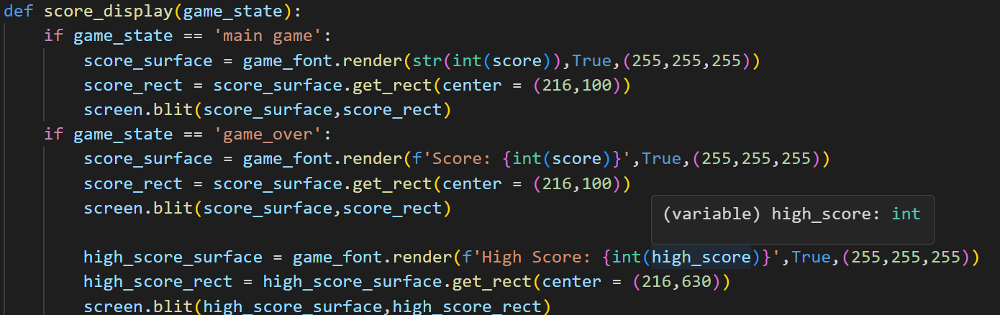 def score_display(game_state):
    if game_state == 'main game':
        score_surface = game_font.render(str(int(score)),True,(255,255,255))
        score_rect = score_surface.get_rect(center = (216,100))
        screen.blit(score_surface,score_rect)
    if game_state == 'game_over':
        score_surface = game_font.render(f'Score: {int(score)}',True,(255,255,255))
        score_rect = score_surface.get_rect(center = (216,100))
        screen.blit(score_surface,score_rect)
(variable) high_score: int
        high_score_surface = game_font.render(f'High Score: {int(high_score)}',True,(255,255,255))
        high_score_rect = high_score_surface.get_rect(center = (216,630))
        screen.blit(high_score_surface,high_score_rect)